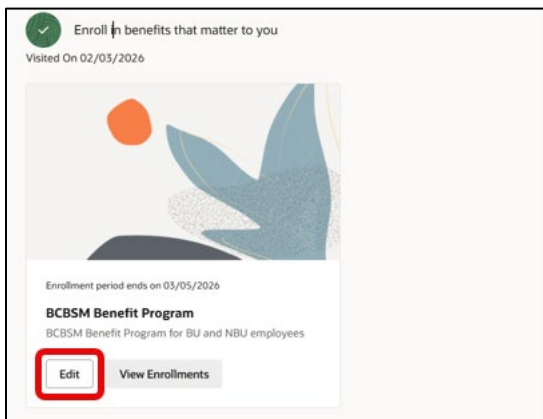 Enroll in benefits that matter to you
Visited On 02/03/2026
Enrollment period ends on 03/05/2026
BCBSM Benefit Program
BCBSM Benefit Program for BU and NBU employees
Edit View Enrollments